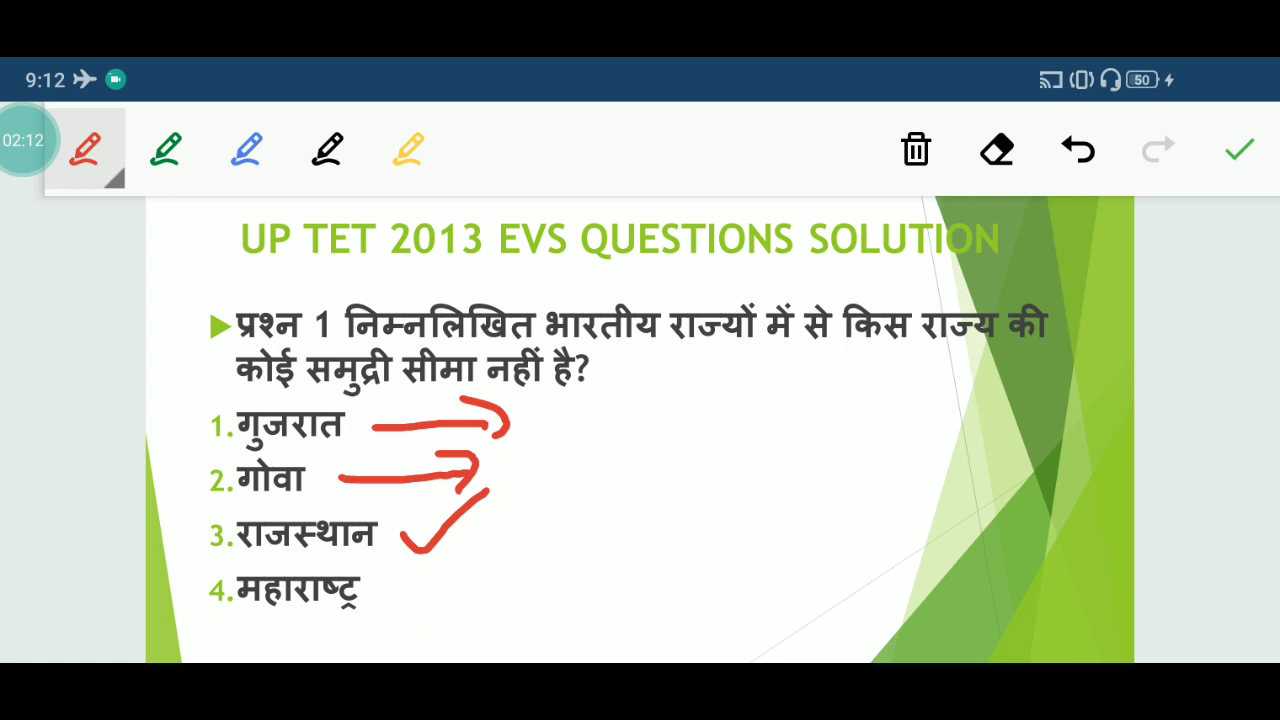 9:12
50
02:12
UP TET 2013 EVS QUESTIONS SOLUTION
प्रश्न 1 निम्नलिखित भारतीय राज्यों में से किस राज्य की
कोई समुद्री सीमा नहीं है?
1. गुजरात
2. गोवा
3. राजस्थान
4. महाराष्ट्र